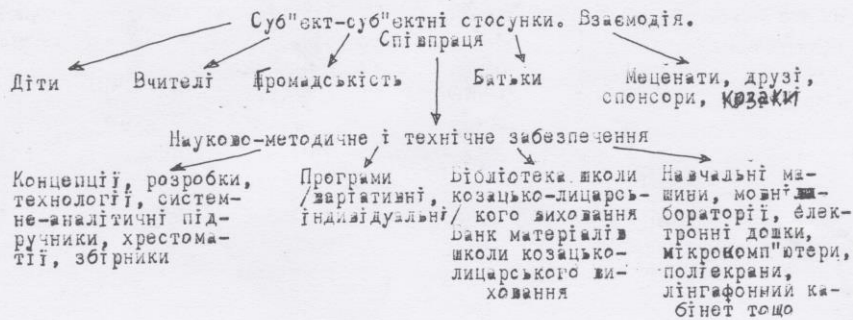 Суб"єкт-суб"єктні стосунки. Взаємодія.
Співпраця
Діти Вчителі Громадськість Батьки Меценати, друзі,
спонсори, козаки
Науково-методичне і технічне забезпечення
Концепції, розробки,
технології, систем-
не-аналітичні під-
ручники, хрестома-
тії, збірники
Програми
/варіативні,
індивідуальні/
Бібліотека школи
козацько-лицарсь-
кого виховання
Банк матеріалів
школи козацько-
лицарського ви-
ховання
Навчальні ма-
шини, мовні ла-
бораторії, елек-
тронні дошки,
мікрокомп"ютери,
поліекрани,
лінгафонний ка-
бінет тощо